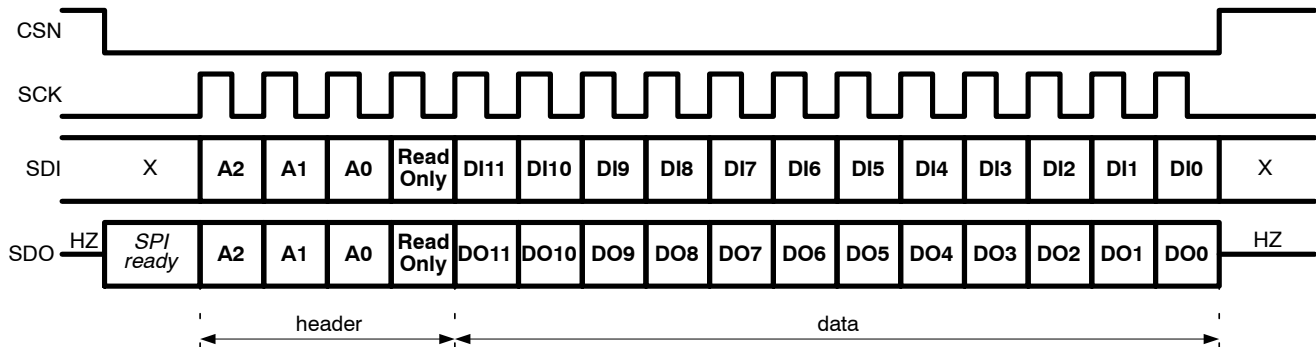 CSN
SCK
SDI X A2 A1 A0 Read Only DI11 DI10 DI9 DI8 DI7 DI6 DI5 DI4 DI3 DI2 DI1 DI0 X
SDO HZ SPI ready A2 A1 A0 Read Only DO11 DO10 DO9 DO8 DO7 DO6 DO5 DO4 DO3 DO2 DO1 DO0 HZ
header data